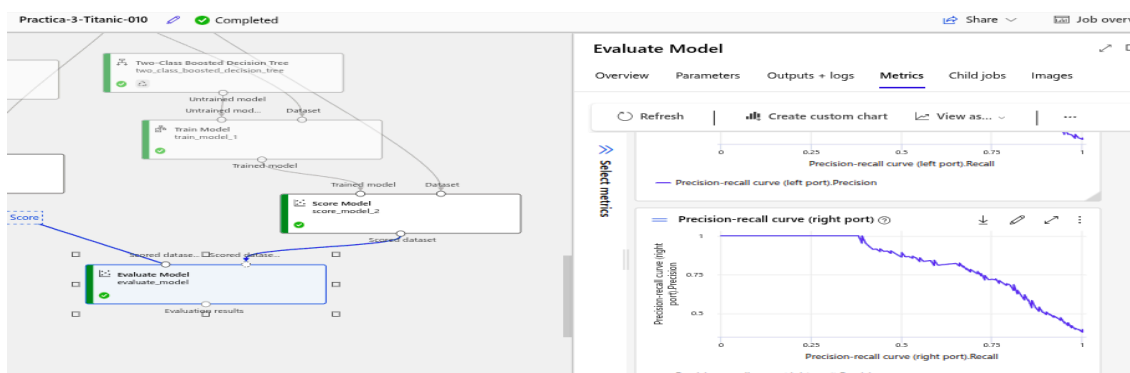 Practica-3-Titanic-010
Completed
Share
Job over
Two-Class Boosted Decision Tree
two_class_boosted_decision_tree
Untrained model
Untrained mod...
Dataset
Train Model
train_model_1
Trained model
Trained model
Dataset
Score Model
score_model_2
Scored dataset
Score
Scored datase...
Scored datase...
Evaluate Model
evaluate_model
Evaluation results
Evaluate Model
Overview
Parameters
Outputs + logs
Metrics
Child jobs
Images
Refresh
Create custom chart
View as...
...
Select metrics
0
0.25
0.5
0.75
1
Precision-recall curve (left port).Recall
Precision-recall curve (left port).Precision
Precision-recall curve (right port)
Precision-recall curve (right
port).Precision
1
0.75
0.5
0
0.25
0.5
0.75
1
Precision-recall curve (right port).Recall